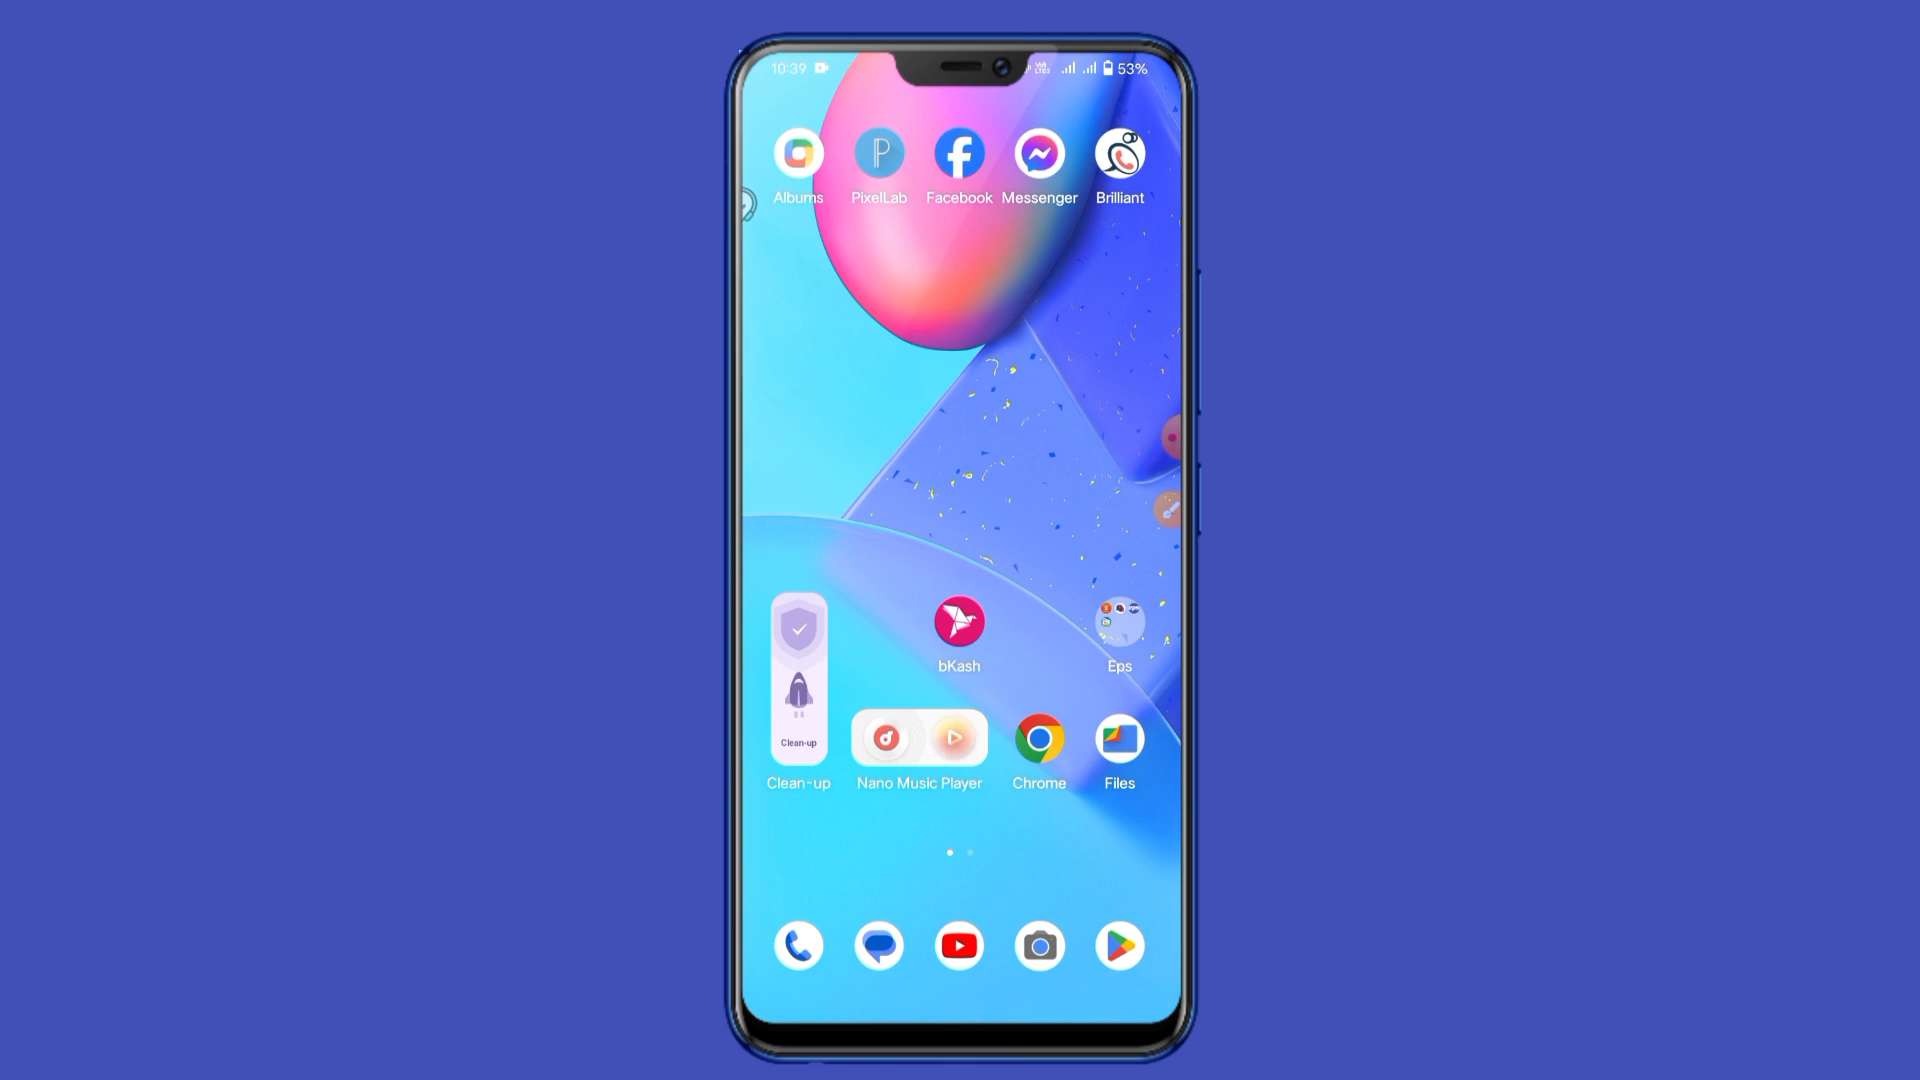 10:39 53%
Albums PixelLab Facebook Messenger Brilliant
bKash Eps
Clean-up
Clean-up Nano Music Player Chrome Files